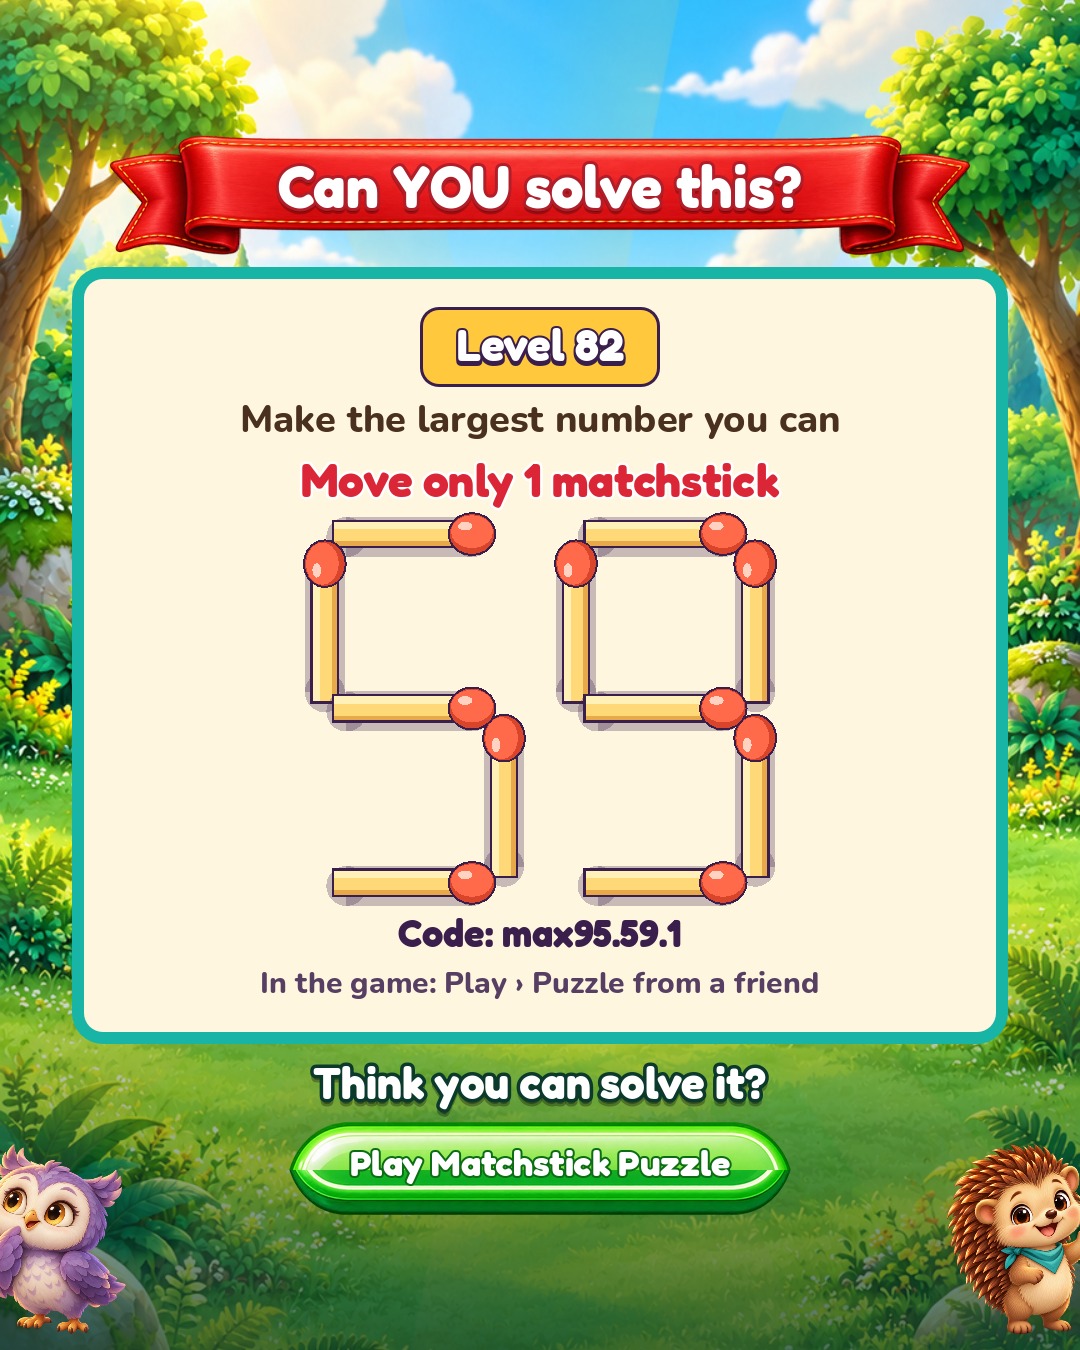 Can YOU solve this?
Level 82
Make the largest number you can
Move only 1 matchstick
59
Code: max95.59.1
In the game: Play › Puzzle from a friend
Think you can solve it?
Play Matchstick Puzzle